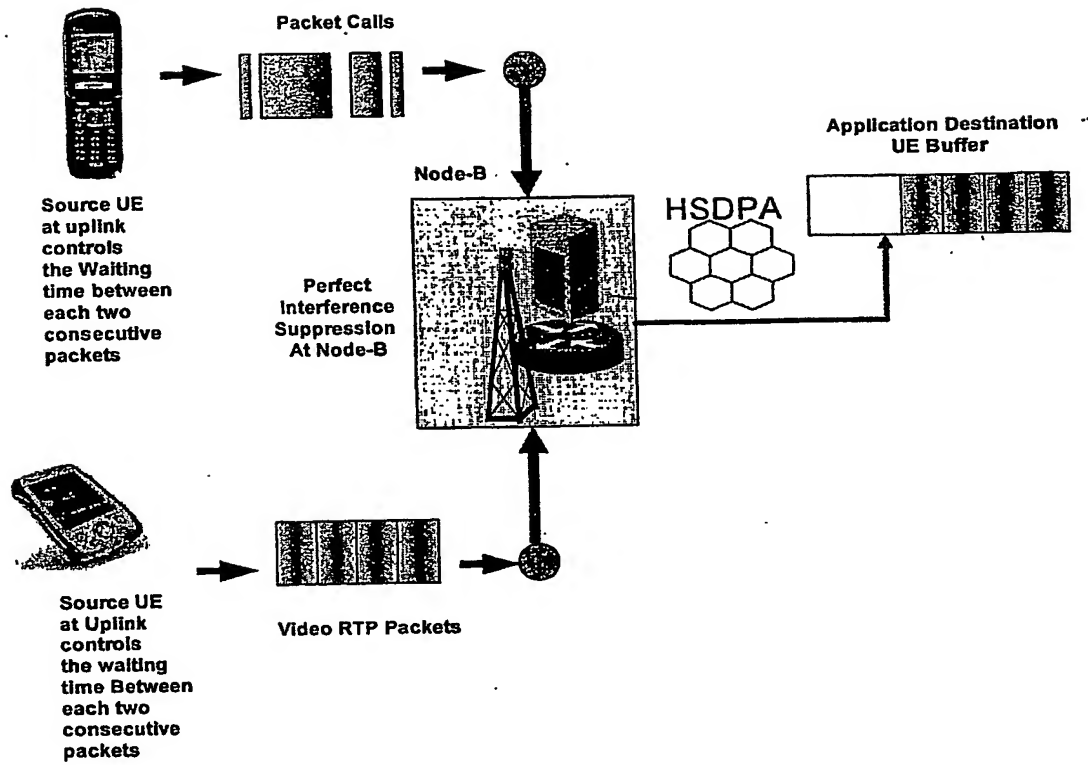 Packet Calls
Source UE
at uplink
controls
the Waiting
time between
each two
consecutive
packets
Node-B
Perfect
Interference
Suppression
At Node-B
HSDPA
Application Destination
UE Buffer
Source UE
at Uplink
controls
the waiting
time Between
each two
consecutive
packets
Video RTP Packets